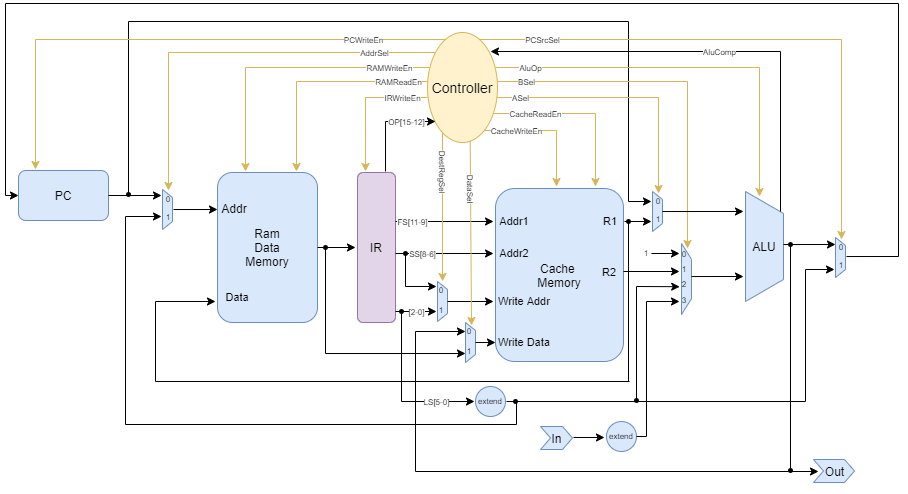 PCWriteEn
PCSrcSel
AddrSel
AluComp
RAMWriteEn
AluOp
RAMReadEn
BSel
Controller
IRWriteEn
ASel
CacheReadEn
OP[15-12]
CacheWriteEn
DestRegSel
DataSel
PC
0
1
Addr
Ram
Data
Memory
Data
IR
FS[11-9]
SS[8-6]
[2-0]
LS[5-0]
0
1
0
1
Addr1
Addr2
Cache
Memory
Write Addr
Write Data
R1
R2
0
1
1
0
1
2
3
ALU
0
1
extend
In
extend
Out